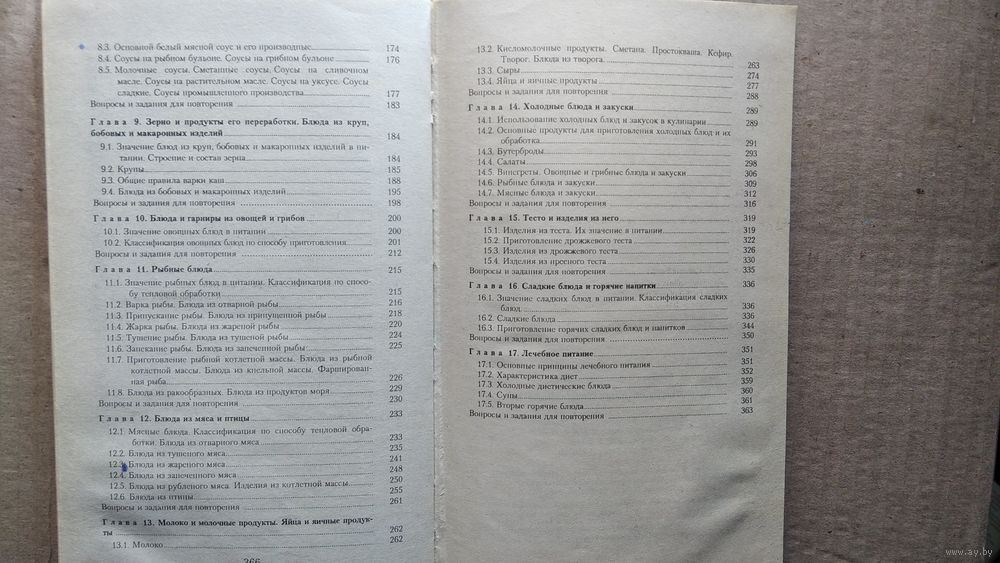 8.3. Основной белый мясной соус и его производные 174
8.4. Соусы на рыбном бульоне. Соусы на грибном бульоне 176
8.5. Молочные соусы. Сметанные соусы. Соусы на сливочном
масле. Соусы на растительном масле. Соусы на уксусе. Соусы
сладкие. Соусы промышленного производства 177
Вопросы и задания для повторения 183
Глава 9. Зерно и продукты его переработки. Блюда из круп,
бобовых и макаронных изделий 184
9.1. Значение блюд из круп, бобовых и макаронных изделий в пи-
тании. Строение и состав зерна 184
9.2. Крупы 185
9.3. Общие правила варки каш 188
9.4. Блюда из бобовых и макаронных изделий 195
Вопросы и задания для повторения 198
Глава 10. Блюда и гарниры из овощей и грибов 200
10.1. Значение овощных блюд в питании 200
10.2. Классификация овощных блюд по способу приготовления 201
Вопросы и задания для повторения 212
Глава 11. Рыбные блюда 215
11.1. Значение рыбных блюд в питании. Классификация по спосо-
бу тепловой обработки 215
11.2. Варка рыбы. Блюда из отварной рыбы 216
11.3. Припускание рыбы. Блюда из припущенной рыбы 218
11.4. Жарка рыбы. Блюда из жареной рыбы 220
11.5. Тушение рыбы. Блюда из тушеной рыбы 224
11.6. Запекание рыбы. Блюда из запеченной рыбы 225
11.7. Приготовление рыбной котлетной массы. Блюда из рыбной
котлетной массы. Блюда из кнельной массы. Фарширован-
ная рыба 226
11.8. Блюда из ракообразных. Блюда из продуктов моря 229
Вопросы и задания для повторения 230
Глава 12. Блюда из мяса и птицы 233
12.1. Мясные блюда. Классификация по способу тепловой обра-
ботки. Блюда из отварного мяса 233
12.2. Блюда из тушеного мяса 235
12.3. Блюда из жареного мяса 241
12.4. Блюда из запеченного мяса 248
12.5. Блюда из рубленого мяса. Изделия из котлетной массы 250
12.6. Блюда из птицы 255
Вопросы и задания для повторения 261
Глава 13. Молоко и молочные продукты. Яйца и яичные продук-
ты 262
13.1. Молоко 262
366
13.2. Кисломолочные продукты. Сметана. Простокваша. Кефир.
Творог. Блюда из творога 263
13.3. Сыры 274
13.4. Яйца и яичные продукты 277
Вопросы и задания для повторения 288
Глава 14. Холодные блюда и закуски 289
14.1. Использование холодных блюд и закусок в кулинарии 289
14.2. Основные продукты для приготовления холодных блюд и их
обработка 291
14.3. Бутерброды 293
14.4. Салаты 298
14.5. Винегреты. Овощные и грибные блюда и закуски 306
14.6. Рыбные блюда и закуски 309
14.7. Мясные блюда и закуски 312
Вопросы и задания для повторения 316
Глава 15. Тесто и изделия из него 319
15.1. Изделия из теста. Их значение в питании 319
15.2. Приготовление дрожжевого теста 322
15.3. Изделия из дрожжевого теста 326
15.4. Изделия из пресного теста 330
Вопросы и задания для повторения 335
Глава 16 Сладкие блюда и горячие напитки 336
16.1. Значение сладких блюд в питании. Классификация сладких
блюд 336
16.2. Сладкие блюда 336
16.3. Приготовление горячих сладких блюд и напитков 344
Вопросы и задания для повторения 350
Глава 17. Лечебное питание 351
17.1. Основные принципы лечебного питания 351
17.2. Характеристика диет 352
17.3. Холодные диетические блюда 359
17.4. Супы 360
17.5. Вторые горячие блюда 361
Вопросы и задания для повторения 363
www.ay.by